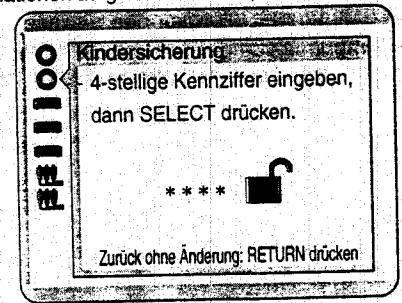 Kindersicherung
4-stellige Kennziffer eingeben,
dann SELECT drücken.
* * * *
Zurück ohne Änderung: RETURN drücken